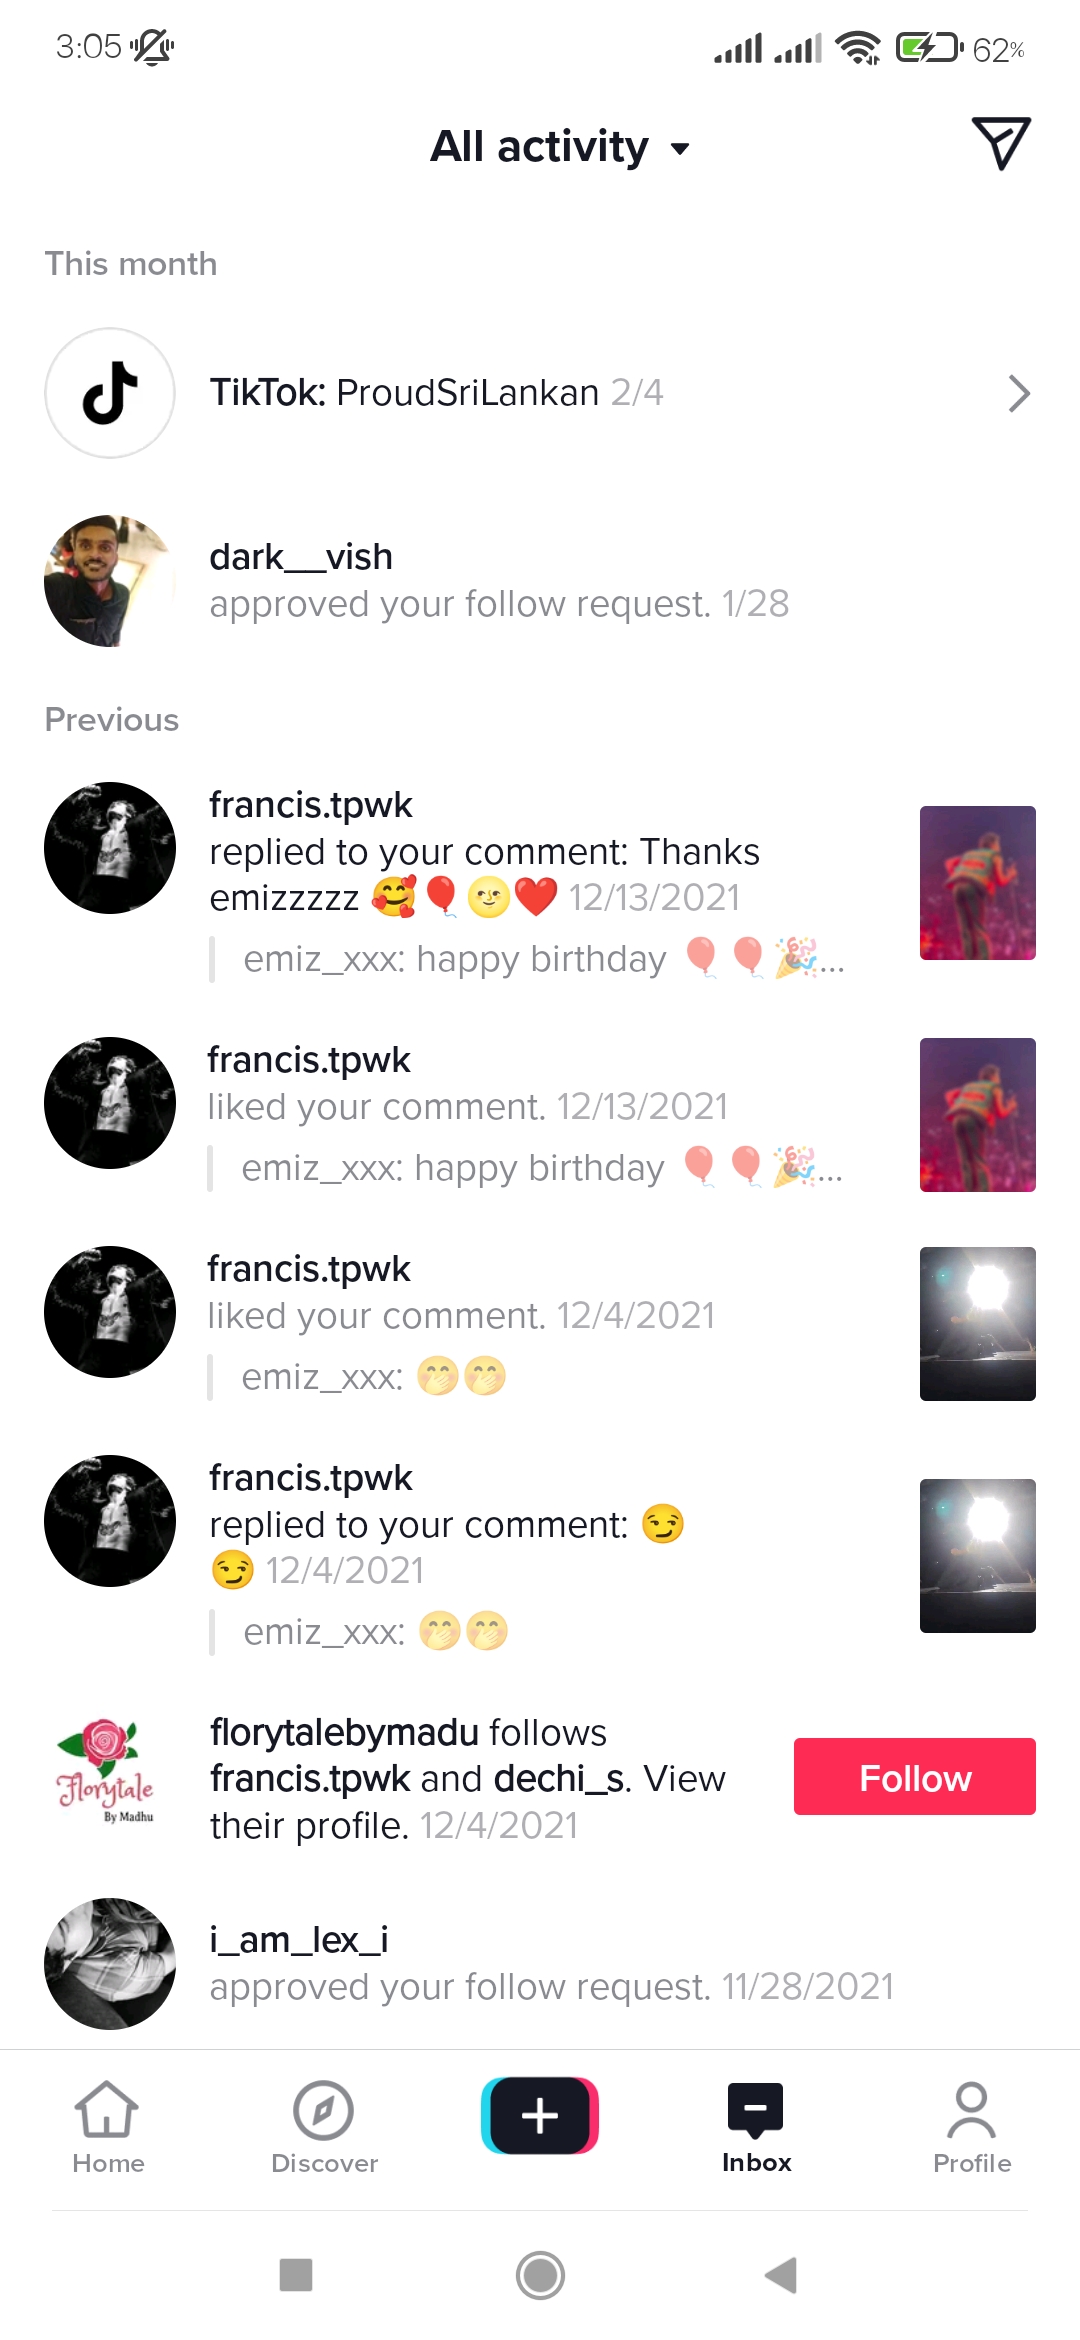 3:05
62%
All activity
This month
TikTok: ProudSriLankan 2/4
dark__vish
approved your follow request. 1/28
Previous
francis.tpwk
replied to your comment: Thanks
emizzzzz 🥰🎈🌝❤️ 12/13/2021
emiz_xxx: happy birthday 🎈🎈🎉...
francis.tpwk
liked your comment. 12/13/2021
emiz_xxx: happy birthday 🎈🎈🎉...
francis.tpwk
liked your comment. 12/4/2021
emiz_xxx: 🤭🤭
francis.tpwk
replied to your comment: 😏
😏 12/4/2021
emiz_xxx: 🤭🤭
Florytale
By Madhu
florytalebymadu follows
francis.tpwk and dechi_s. View
their profile. 12/4/2021
Follow
i_am_lex_i
approved your follow request. 11/28/2021
Home
Discover
Inbox
Profile